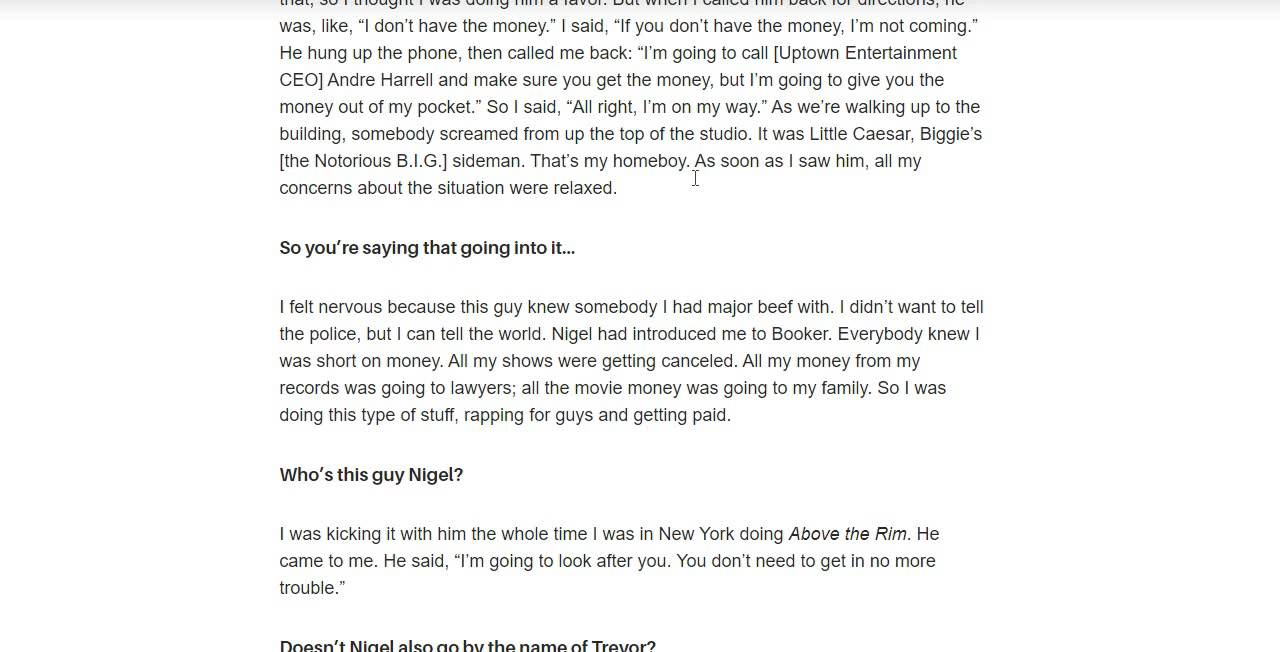 that, so I thought I was doing him a favor. But when I called him back for directions, he
was, like, “I don’t have the money.” I said, “If you don’t have the money, I’m not coming.”
He hung up the phone, then called me back: “I’m going to call [Uptown Entertainment
CEO] Andre Harrell and make sure you get the money, but I’m going to give you the
money out of my pocket.” So I said, “All right, I’m on my way.” As we’re walking up to the
building, somebody screamed from up the top of the studio. It was Little Caesar, Biggie’s
[the Notorious B.I.G.] sideman. That’s my homeboy. As soon as I saw him, all my
concerns about the situation were relaxed.
So you’re saying that going into it...
I felt nervous because this guy knew somebody I had major beef with. I didn’t want to tell
the police, but I can tell the world. Nigel had introduced me to Booker. Everybody knew I
was short on money. All my shows were getting canceled. All my money from my
records was going to lawyers; all the movie money was going to my family. So I was
doing this type of stuff, rapping for guys and getting paid.
Who’s this guy Nigel?
I was kicking it with him the whole time I was in New York doing Above the Rim. He
came to me. He said, “I’m going to look after you. You don’t need to get in no more
trouble.”
Doesn’t Nigel also go by the name of Trevor?